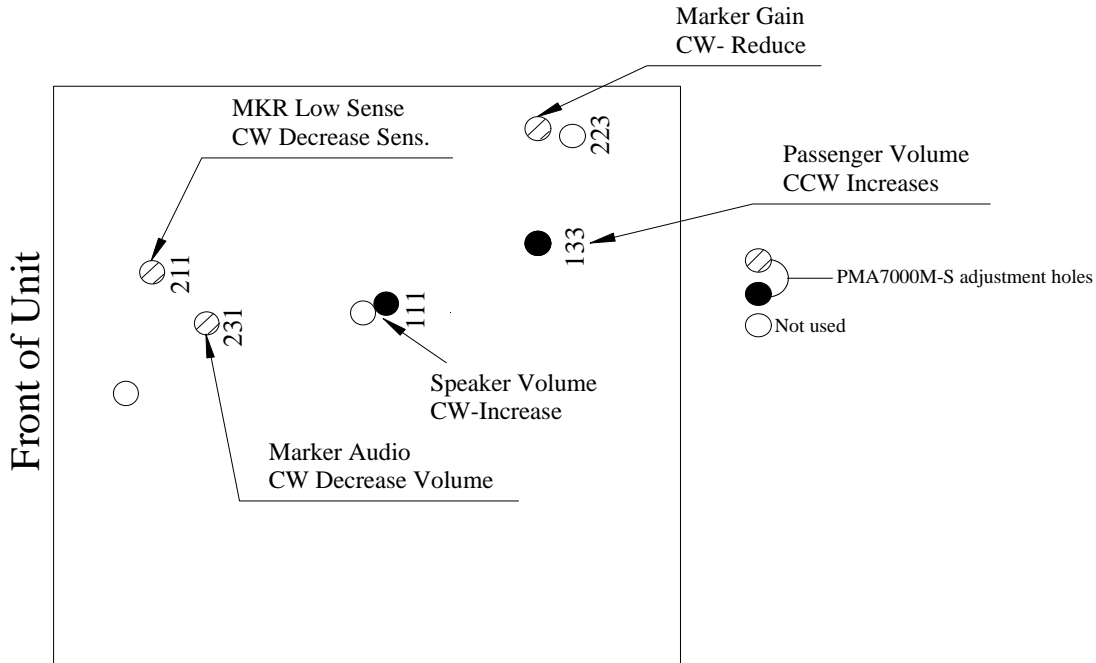 Marker Gain
CW- Reduce
MKR Low Sense
CW Decrease Sens.
223
Passenger Volume
CCW Increases
133
211
PMA7000M-S adjustment holes
111
231
Not used
Front of Unit
Speaker Volume
CW-Increase
Marker Audio
CW Decrease Volume